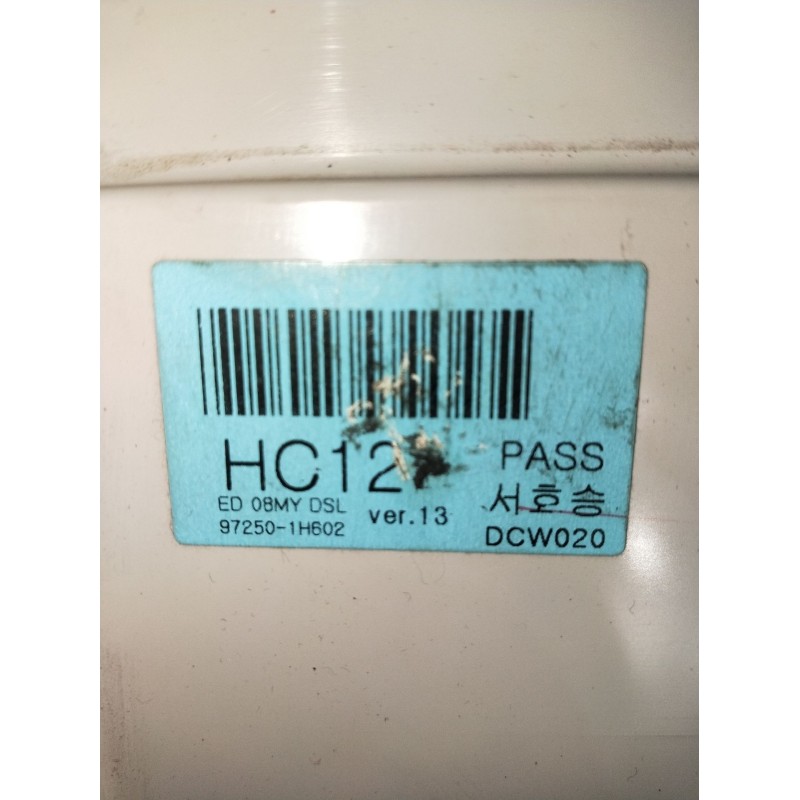 HC12
PASS
ED 08MY DSL
97250-1H602
ver.13
서호승
DCW020